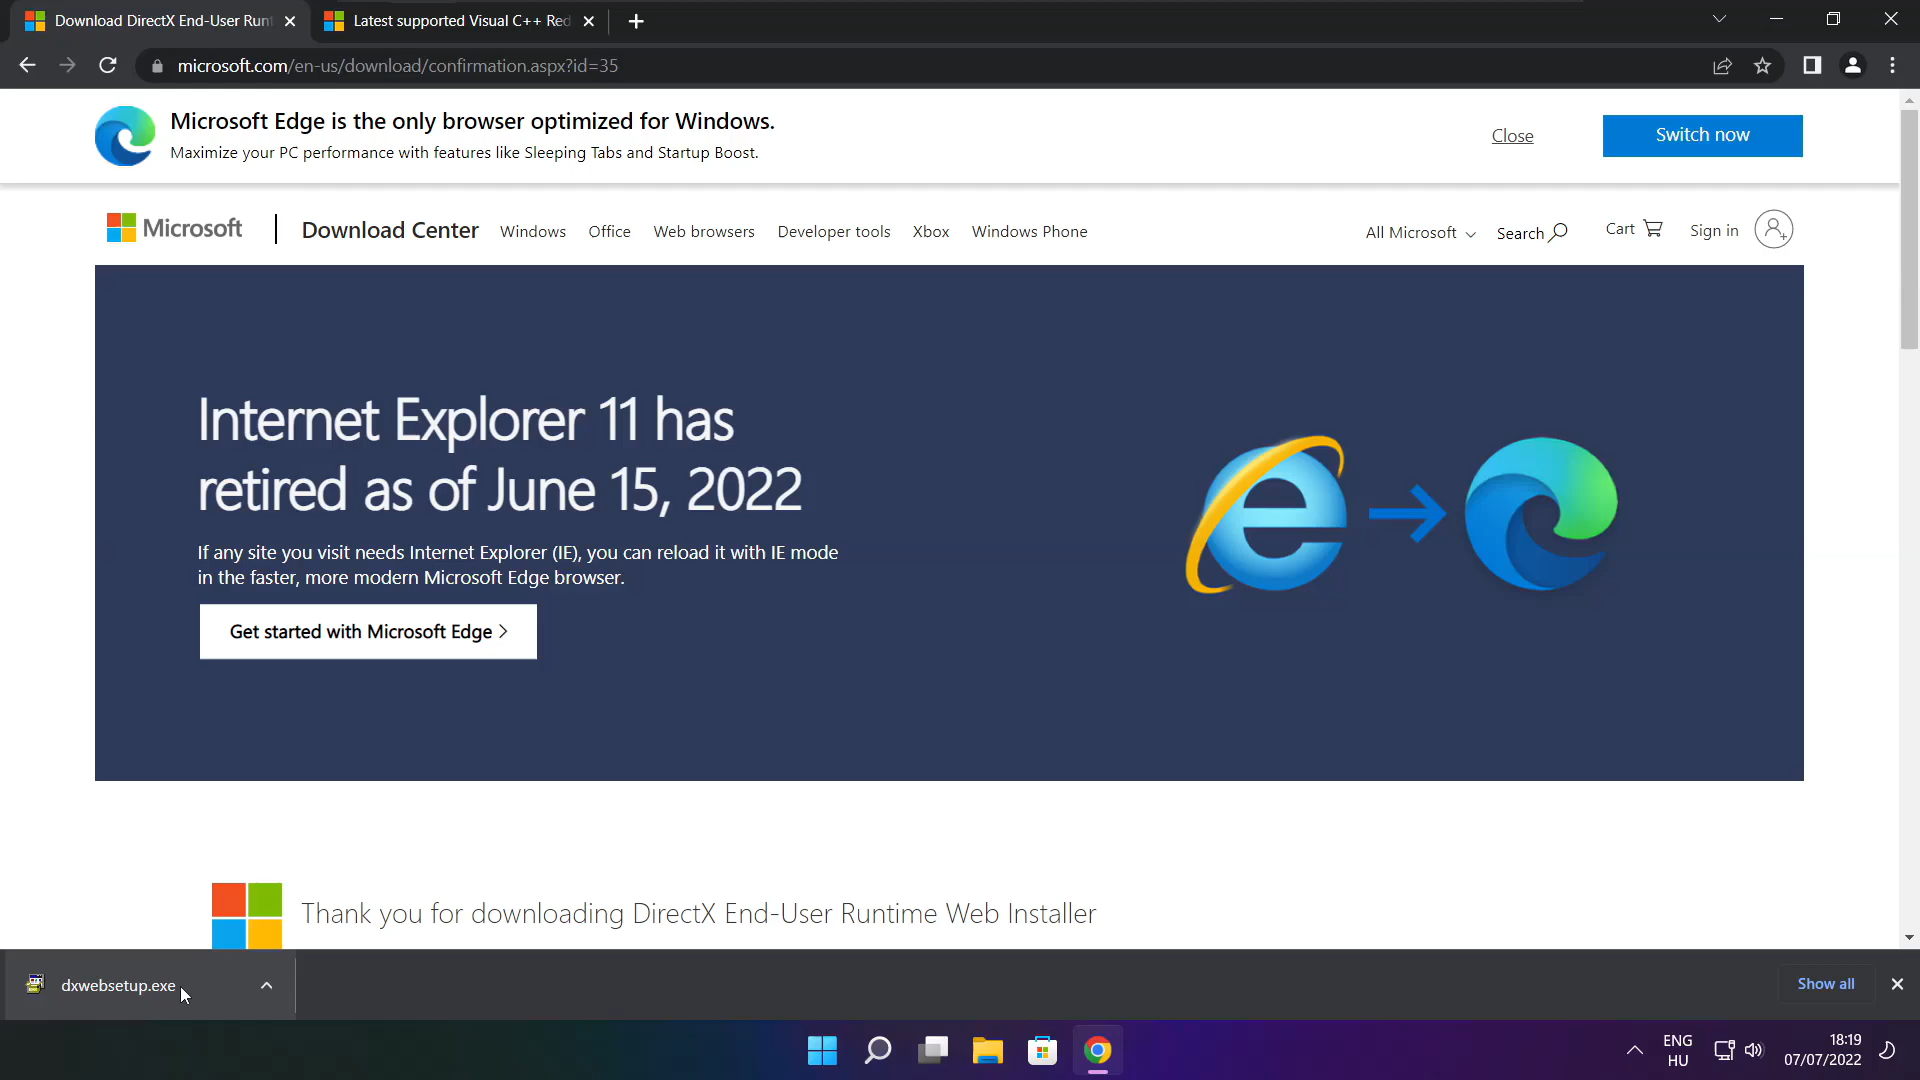 Download DirectX End-User Runt
Latest supported Visual C++ Red
microsoft.com/en-us/download/confirmation.aspx?id=35
Microsoft Edge is the only browser optimized for Windows.
Maximize your PC performance with features like Sleeping Tabs and Startup Boost.
Close
Switch now
Microsoft
Download Center
Windows
Office
Web browsers
Developer tools
Xbox
Windows Phone
All Microsoft
Search
Cart
Sign in
Internet Explorer 11 has
retired as of June 15, 2022
If any site you visit needs Internet Explorer (IE), you can reload it with IE mode
in the faster, more modern Microsoft Edge browser.
Get started with Microsoft Edge >
Thank you for downloading DirectX End-User Runtime Web Installer
dxwebsetup.exe
Show all
ENG
HU
18:19
07/07/2022